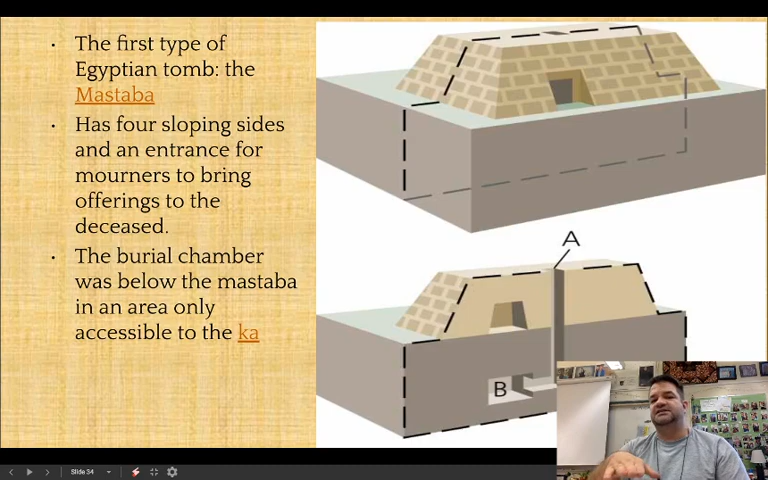 The first type of
Egyptian tomb: the
Mastaba
Has four sloping sides
and an entrance for
mourners to bring
offerings to the
deceased.
The burial chamber
was below the mastaba
in an area only
accessible to the ka
A
B
Slide 34